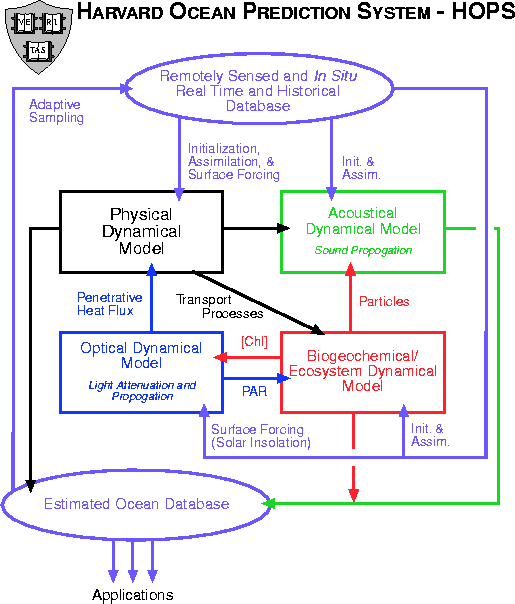 VE RI
TAS
HARVARD OCEAN PREDICTION SYSTEM - HOPS
Remotely Sensed and In Situ
Real Time and Historical
Database
Adaptive
Sampling
Initialization,
Assimilation, &
Surface Forcing
Init. &
Assim.
Physical
Dynamical
Model
Acoustical
Dynamical Model
Sound Propogation
Penetrative
Heat Flux
Transport
Processes
Particles
Optical Dynamical
Model
Light Attenuation and
Propogation
[Chl]
PAR
Biogeochemical/
Ecosystem Dynamical
Model
Surface Forcing
(Solar Insolation)
Init. &
Assim.
Estimated Ocean Database
Applications